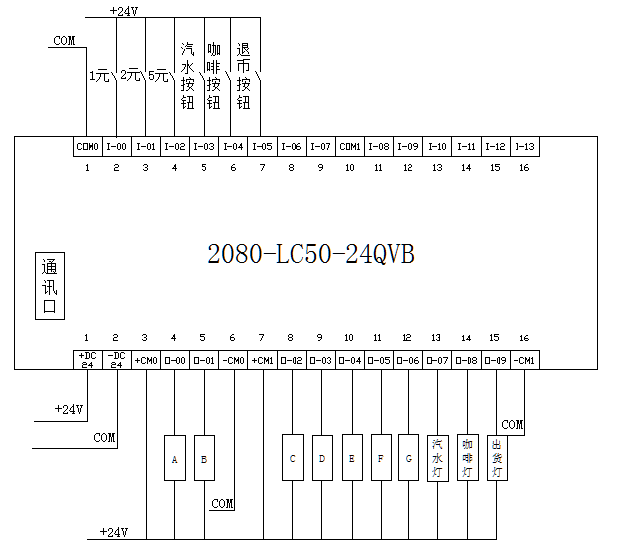 +24V
COM
1元 2元 5元 汽水按钮 咖啡按钮 退币按钮
COM0 I-00 I-01 I-02 I-03 I-04 I-05 I-06 I-07 COM1 I-08 I-09 I-10 I-11 I-12 I-13
1 2 3 4 5 6 7 8 9 10 11 12 13 14 15 16
2080-LC50-24QVB
通讯口
1 2 3 4 5 6 7 8 9 10 11 12 13 14 15 16
+DC24 -DC24 +CM0 O-00 O-01 -CM0 +CM1 O-02 O-03 O-04 O-05 O-06 O-07 O-08 O-09 -CM1
+24V
COM
COM
A B C D E F G 汽水灯 咖啡灯 出货灯
COM
+24V